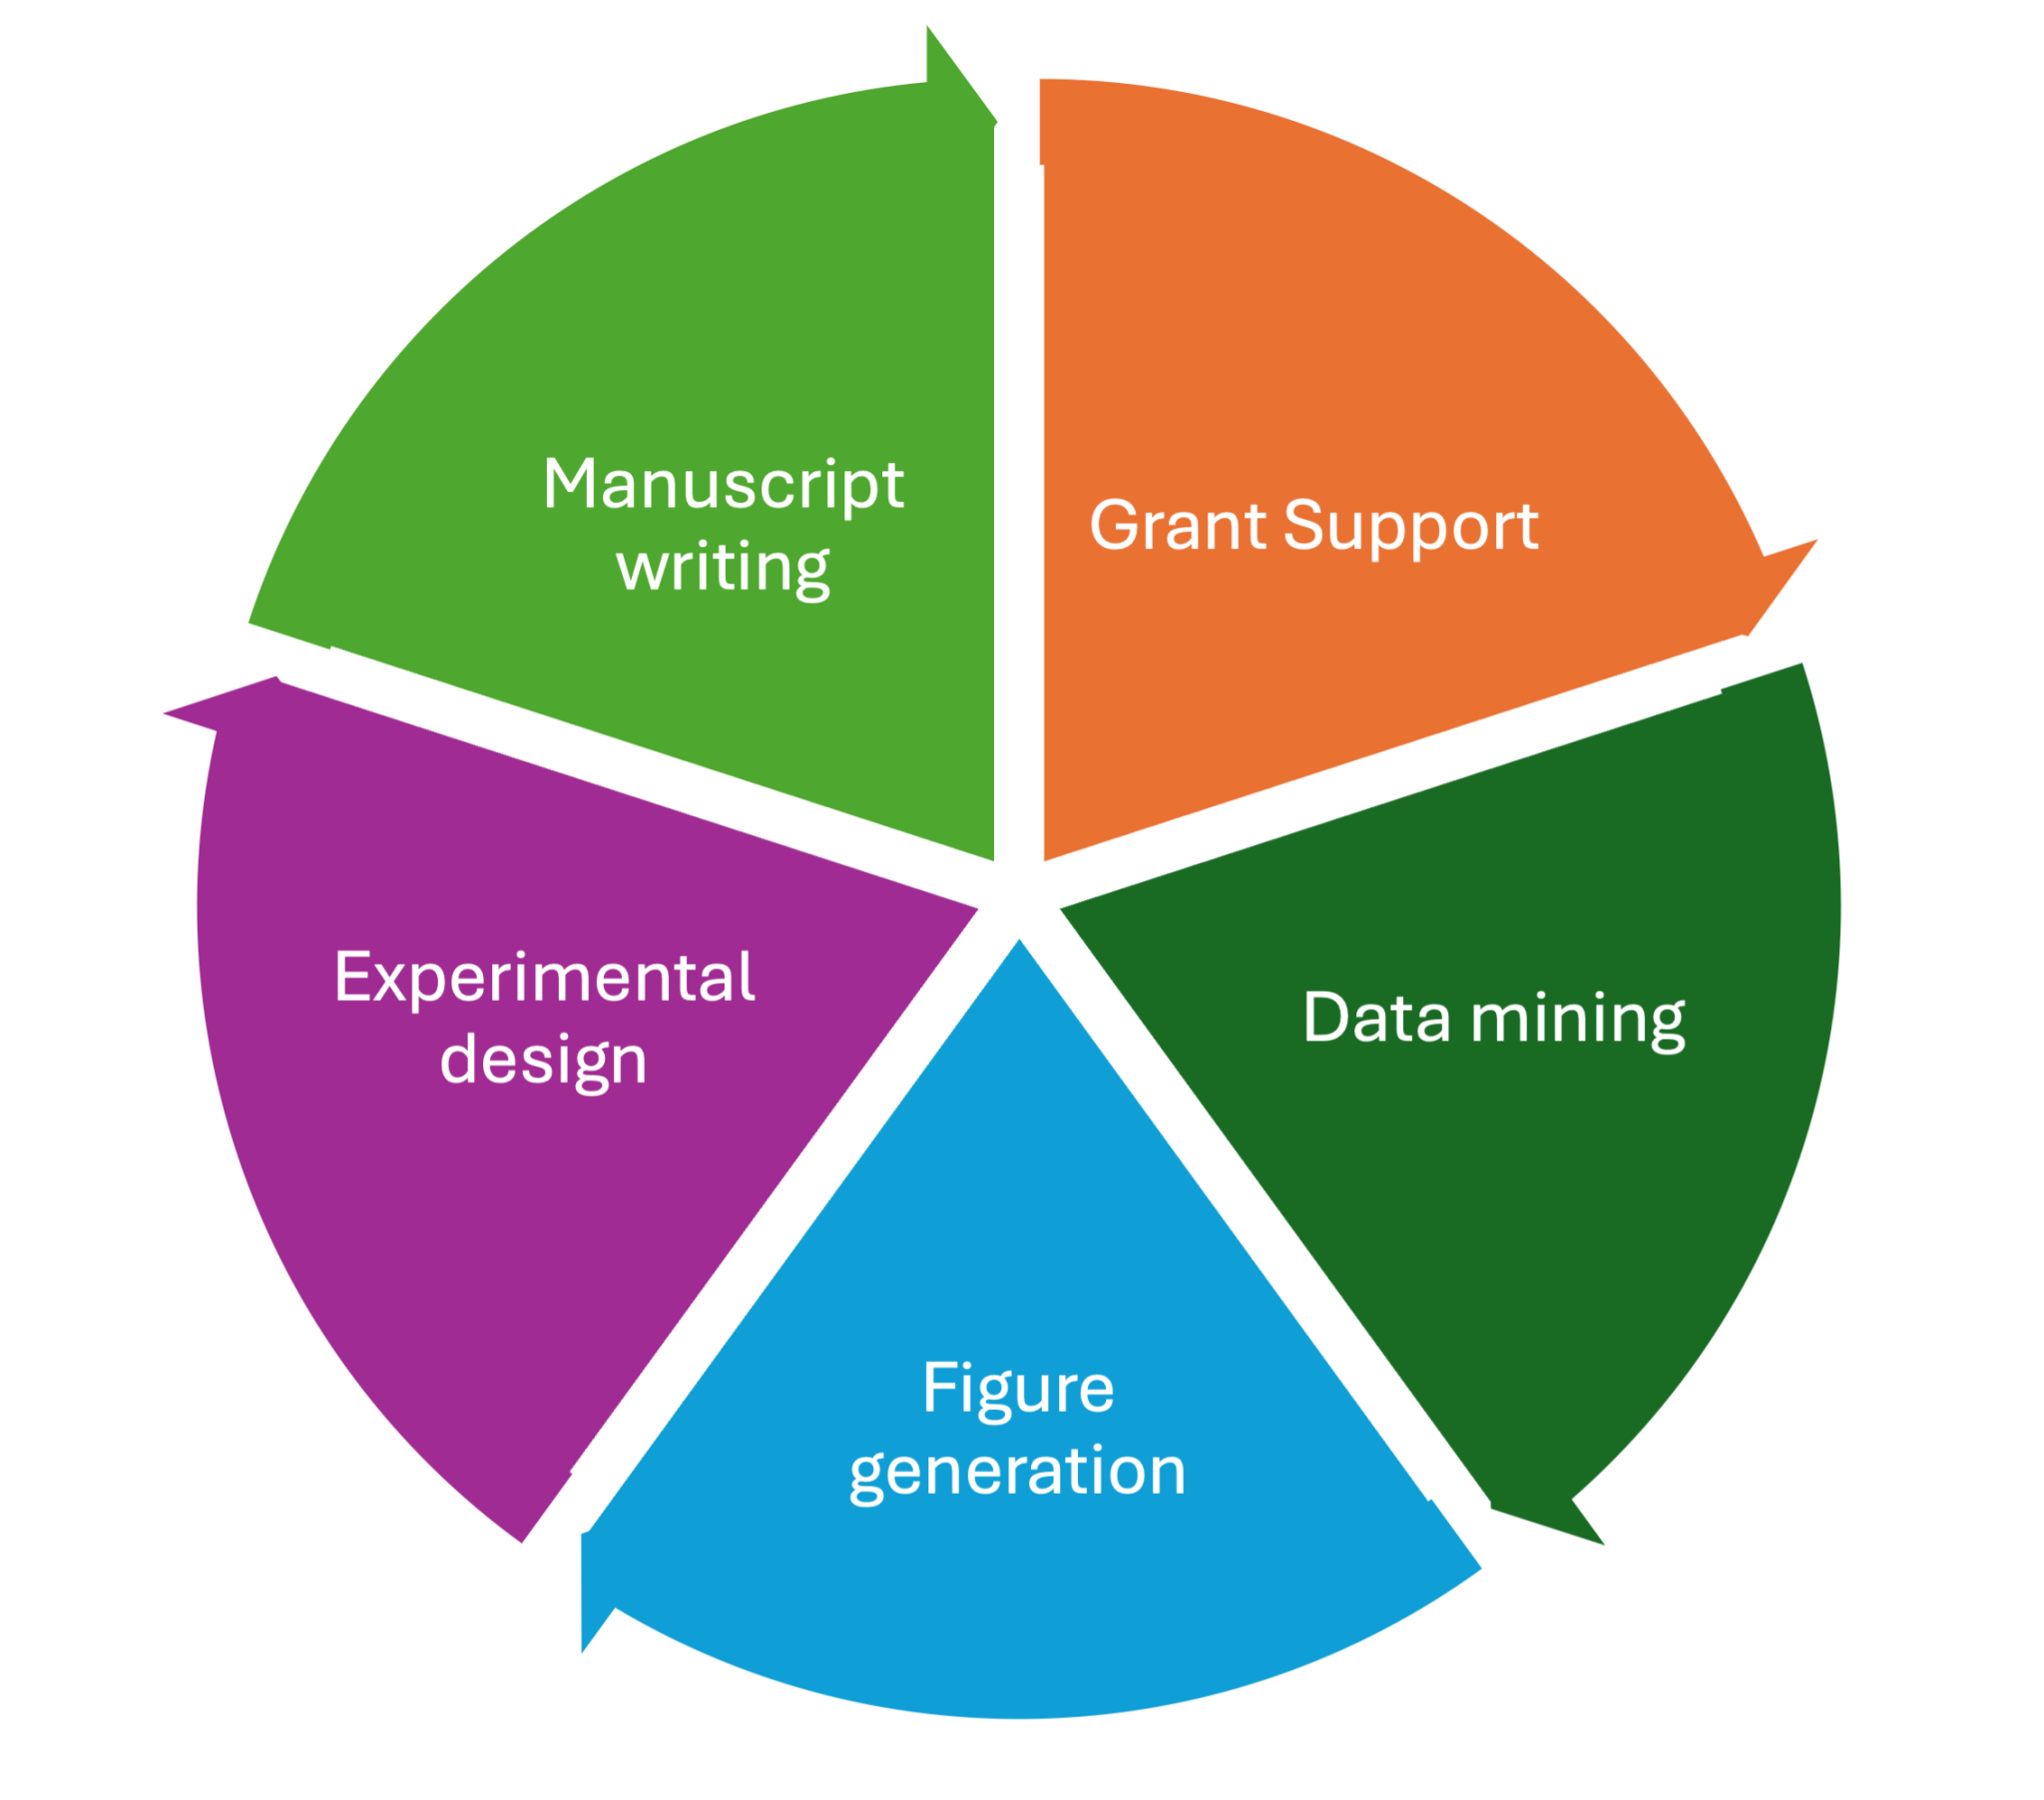 Manuscript
writing
Grant Support
Experimental
design
Data mining
Figure
generation